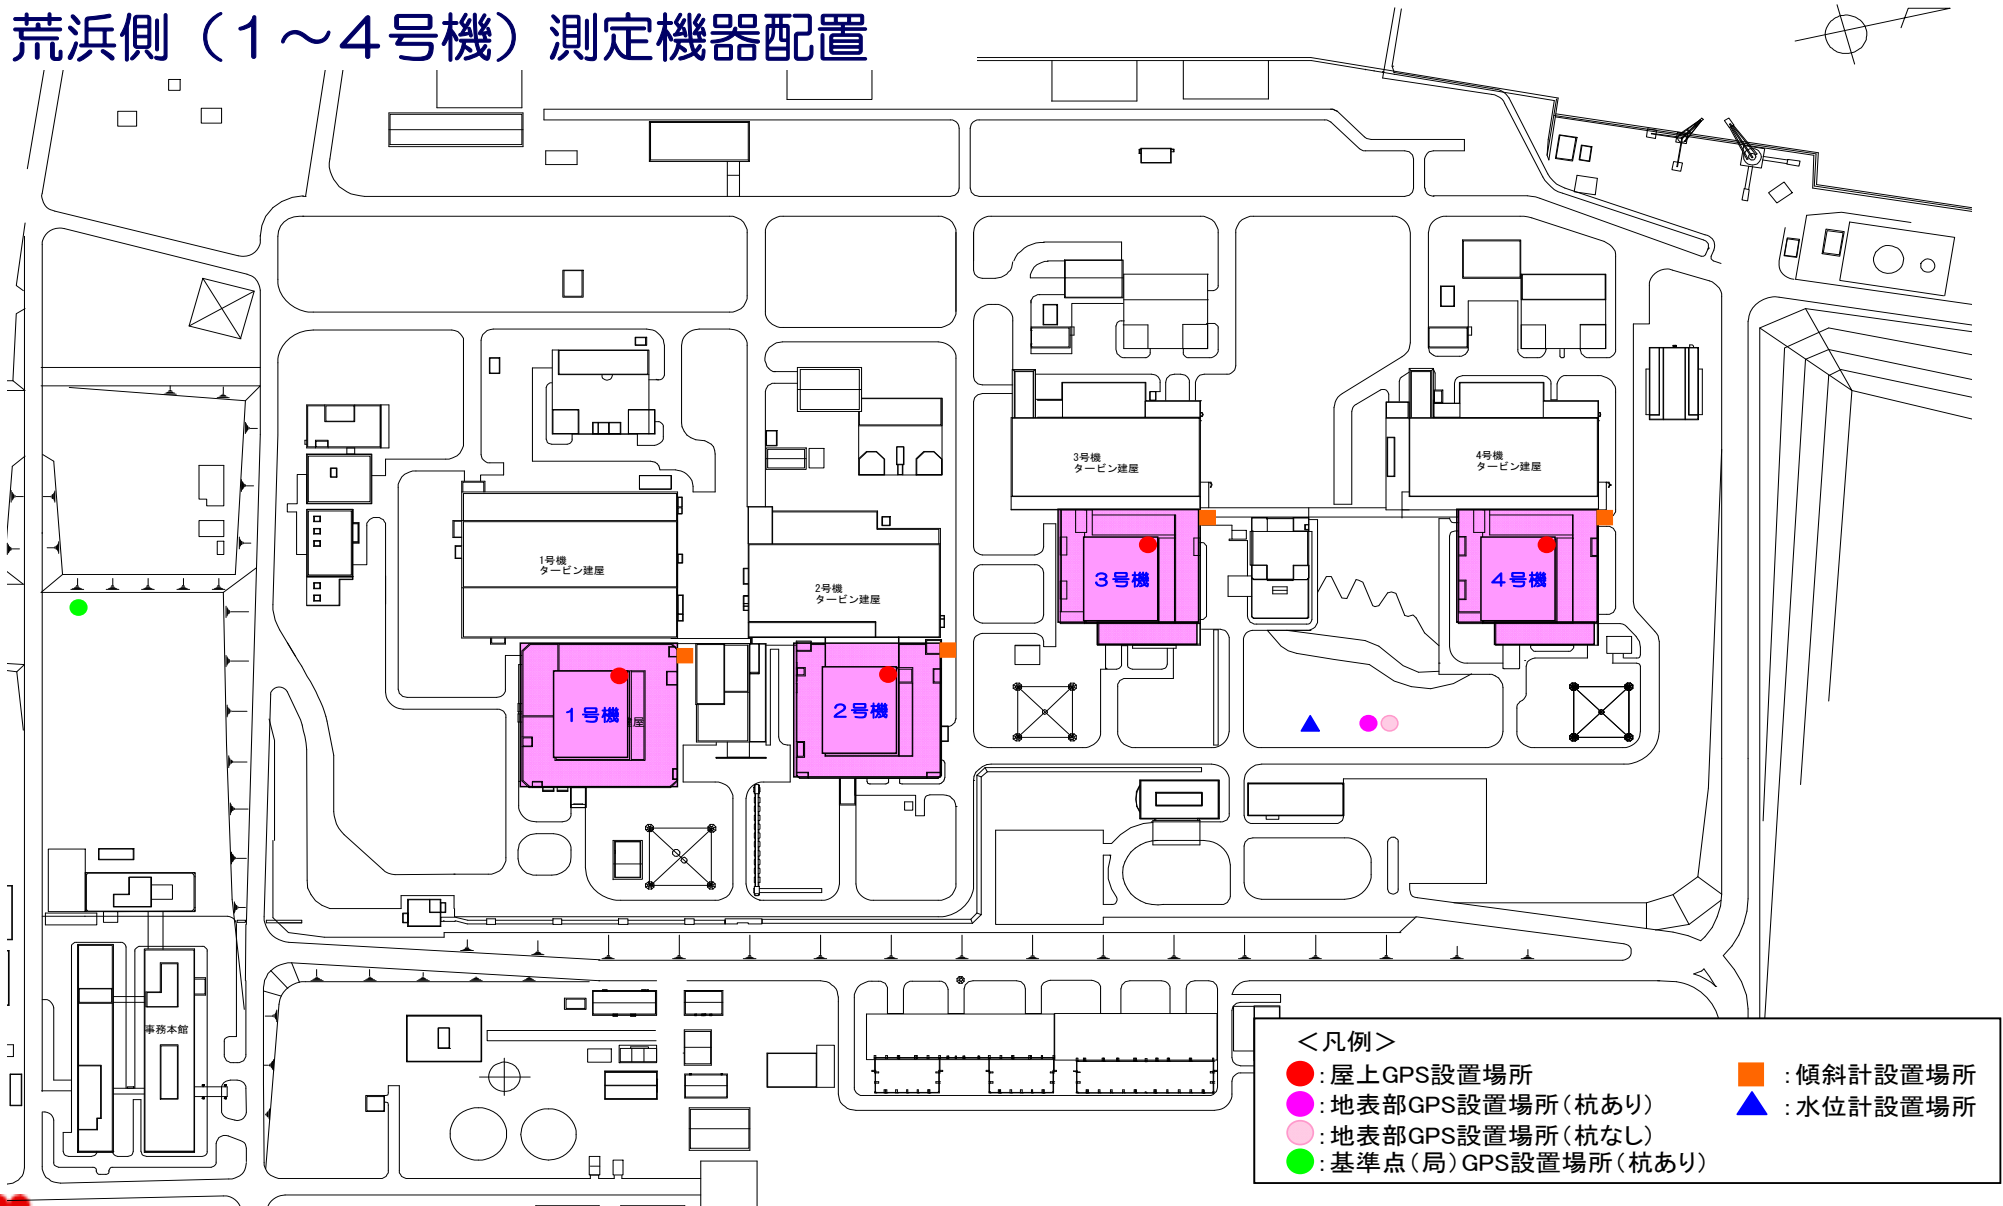 荒浜側（１～４号機）測定機器配置
3号機
タービン建屋
4号機
タービン建屋
1号機
タービン建屋
2号機
タービン建屋
３号機
４号機
１号機
屋
２号機
事務本館
＜凡例＞
：屋上GPS設置場所
：地表部GPS設置場所（杭あり）
：地表部GPS設置場所（杭なし）
：基準点（局）GPS設置場所（杭あり）
：傾斜計設置場所
：水位計設置場所